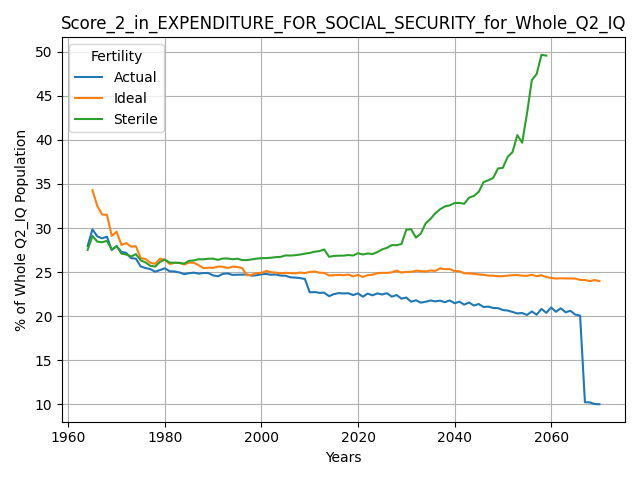 Score_2_in_EXPENDITURE_FOR_SOCIAL_SECURITY_for_Whole_Q2_IQ
Fertility
Actual
Ideal
Sterile
% of Whole Q2_IQ Population
50
45
40
35
30
25
20
15
10
1960 1980 2000 2020 2040 2060
Years